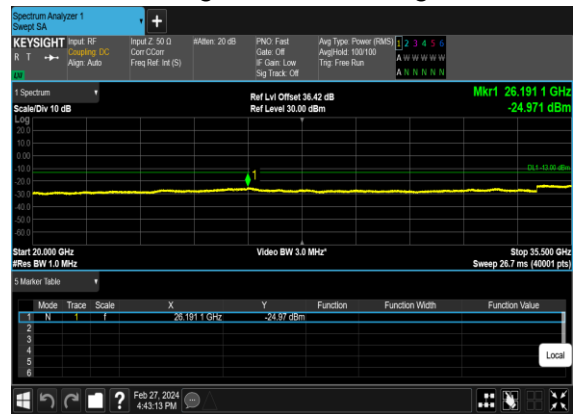 Spectrum Analyzer 1
Swept SA
+
KEYSIGHT Input: RF Input Z: 50 Ω #Atten: 20 dB PNO: Fast Avg Type: Power (RMS) 1 2 3 4 5 6
R T Coupling: DC Corr CCorr Gate: Off Avg|Hold: 100/100 A W W W W W
Align: Auto Freq Ref: Int (S) IF Gain: Low Trig: Free Run
LW Sig Track: Off A N N N N N
1 Spectrum Ref Lvl Offset 36.42 dB Mkr1 26.191 1 GHz
Scale/Div 10 dB Ref Level 30.00 dBm -24.971 dBm
Log
20.0
10.0
0.00
-10.0 1 DL1 -13.00 dBm
-20.0
-30.0
-40.0
-50.0
-60.0
Start 20.000 GHz Video BW 3.0 MHz* Stop 35.500 GHz
#Res BW 1.0 MHz Sweep 26.7 ms (40001 pts)
5 Marker Table
Mode Trace Scale X Y Function Function Width Function Value
1 N 1 f 26.191 1 GHz -24.97 dBm
2
3
4
5
6
Local
? Feb 27, 2024
4:43:13 PM